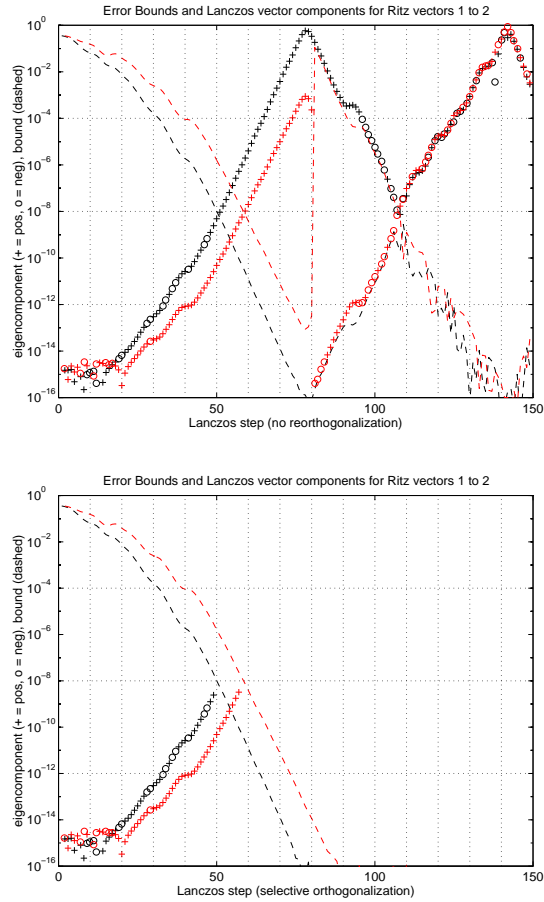 Error Bounds and Lanczos vector components for Ritz vectors 1 to 2
eigencomponent (+ = pos, o = neg), bound (dashed)
10^0
10^-2
10^-4
10^-6
10^-8
10^-10
10^-12
10^-14
10^-16
0 50 100 150
Lanczos step (no reorthogonalization)
Error Bounds and Lanczos vector components for Ritz vectors 1 to 2
eigencomponent (+ = pos, o = neg), bound (dashed)
10^0
10^-2
10^-4
10^-6
10^-8
10^-10
10^-12
10^-14
10^-16
0 50 100 150
Lanczos step (selective orthogonalization)